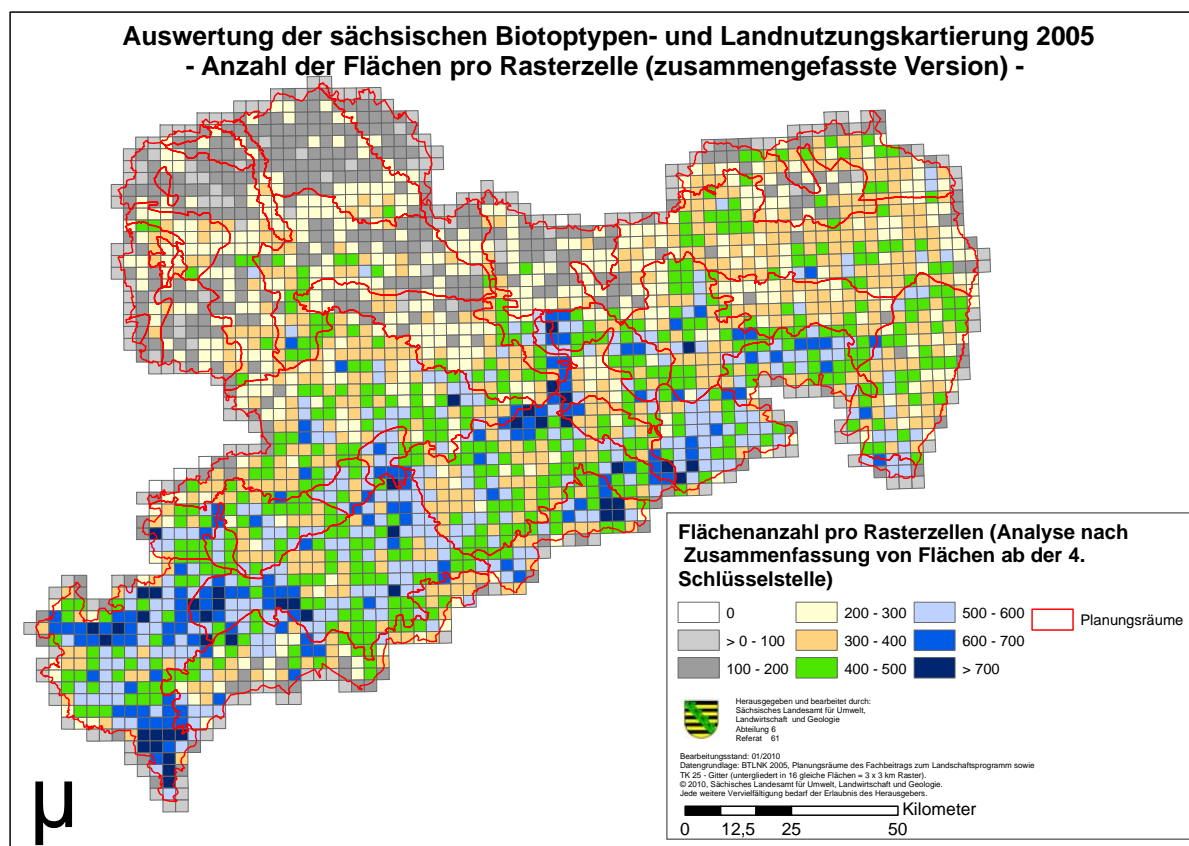 Auswertung der sächsischen Biotoptypen- und Landnutzungskartierung 2005
- Anzahl der Flächen pro Rasterzelle (zusammengefasste Version) -
Flächenanzahl pro Rasterzellen (Analyse nach
Zusammenfassung von Flächen ab der 4.
Schlüsselstelle)
0
> 0 - 100
100 - 200
200 - 300
300 - 400
400 - 500
500 - 600
600 - 700
> 700
Planungsräume
Herausgegeben und bearbeitet durch:
Sächsisches Landesamt für Umwelt,
Landwirtschaft und Geologie
Abteilung 6
Referat 61
Bearbeitungsstand: 01/2010
Datengrundlage: BTLNK 2005, Planungsräume des Fachbeitrags zum Landschaftsprogramm sowie
TK 25 - Gitter (untergliedert in 16 gleiche Flächen = 3 x 3 km Raster).
© 2010, Sächsisches Landesamt für Umwelt, Landwirtschaft und Geologie.
Jede weitere Vervielfältigung bedarf der Erlaubnis des Herausgebers.
Kilometer
0 12,5 25 50
µ